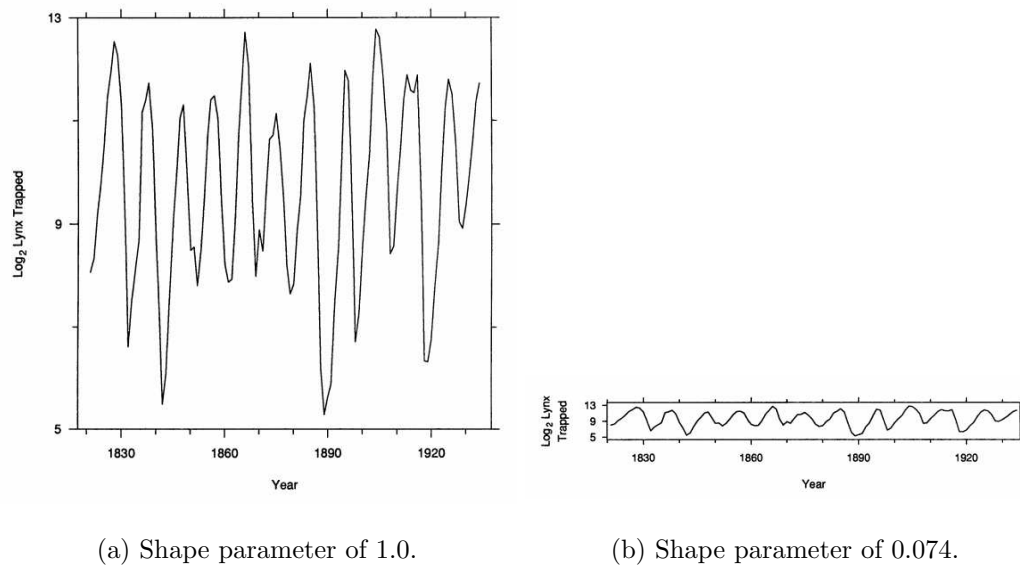 13
9
5
Log2 Lynx Trapped
1830 1860 1890 1920
Year
(a) Shape parameter of 1.0.
Log2 Lynx
Trapped
13
9
5
1830 1860 1890 1920
Year
(b) Shape parameter of 0.074.